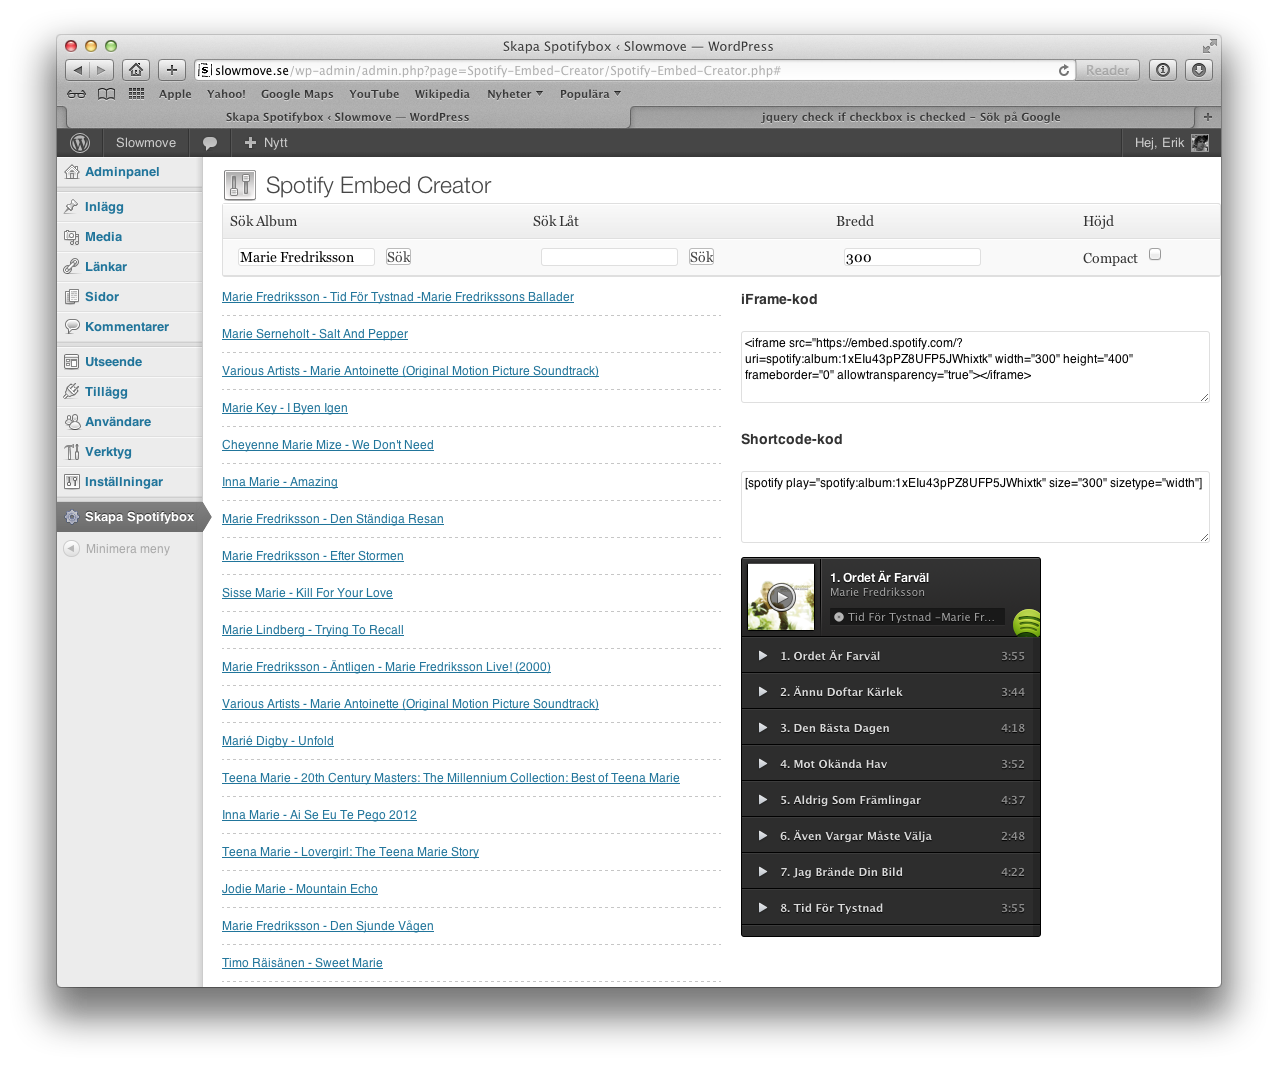 Skapa Spotifybox ‹ Slowmove — WordPress
slowmove.se/wp-admin/admin.php?page=Spotify-Embed-Creator/Spotify-Embed-Creator.php#
Reader
Apple Yahoo! Google Maps YouTube Wikipedia Nyheter Populära
Skapa Spotifybox ‹ Slowmove — WordPress
jquery check if checkbox is checked – Sök på Google
Slowmove
Nytt
Hej, Erik
Adminpanel
Inlägg
Media
Länkar
Sidor
Kommentarer
Utseende
Tillägg
Användare
Verktyg
Inställningar
Skapa Spotifybox
Minimera meny
Spotify Embed Creator
Sök Album Sök Låt Bredd Höjd
Marie Fredriksson Sök Sök 300 Compact
Marie Fredriksson - Tid För Tystnad -Marie Fredrikssons Ballader
Marie Serneholt - Salt And Pepper
Various Artists - Marie Antoinette (Original Motion Picture Soundtrack)
Marie Key - I Byen Igen
Cheyenne Marie Mize - We Don't Need
Inna Marie - Amazing
Marie Fredriksson - Den Ständiga Resan
Marie Fredriksson - Efter Stormen
Sisse Marie - Kill For Your Love
Marie Lindberg - Trying To Recall
Marie Fredriksson - Äntligen - Marie Fredriksson Live! (2000)
Various Artists - Marie Antoinette (Original Motion Picture Soundtrack)
Marié Digby - Unfold
Teena Marie - 20th Century Masters: The Millennium Collection: Best of Teena Marie
Inna Marie - Ai Se Eu Te Pego 2012
Teena Marie - Lovergirl: The Teena Marie Story
Jodie Marie - Mountain Echo
Marie Fredriksson - Den Sjunde Vågen
Timo Räisänen - Sweet Marie
iFrame-kod
<iframe src="https://embed.spotify.com/?
uri=spotify:album:1xEIu43pPZ8UFP5JWhixtk" width="300" height="400"
frameborder="0" allowtransparency="true"></iframe>
Shortcode-kod
[spotify play="spotify:album:1xEIu43pPZ8UFP5JWhixtk" size="300" sizetype="width"]
1. Ordet Är Farväl
Marie Fredriksson
Tid För Tystnad –Marie Fr...
1. Ordet Är Farväl 3:55
2. Ännu Doftar Kärlek 3:44
3. Den Bästa Dagen 4:18
4. Mot Okända Hav 3:52
5. Aldrig Som Främlingar 4:37
6. Även Vargar Måste Välja 2:48
7. Jag Brände Din Bild 4:22
8. Tid För Tystnad 3:55